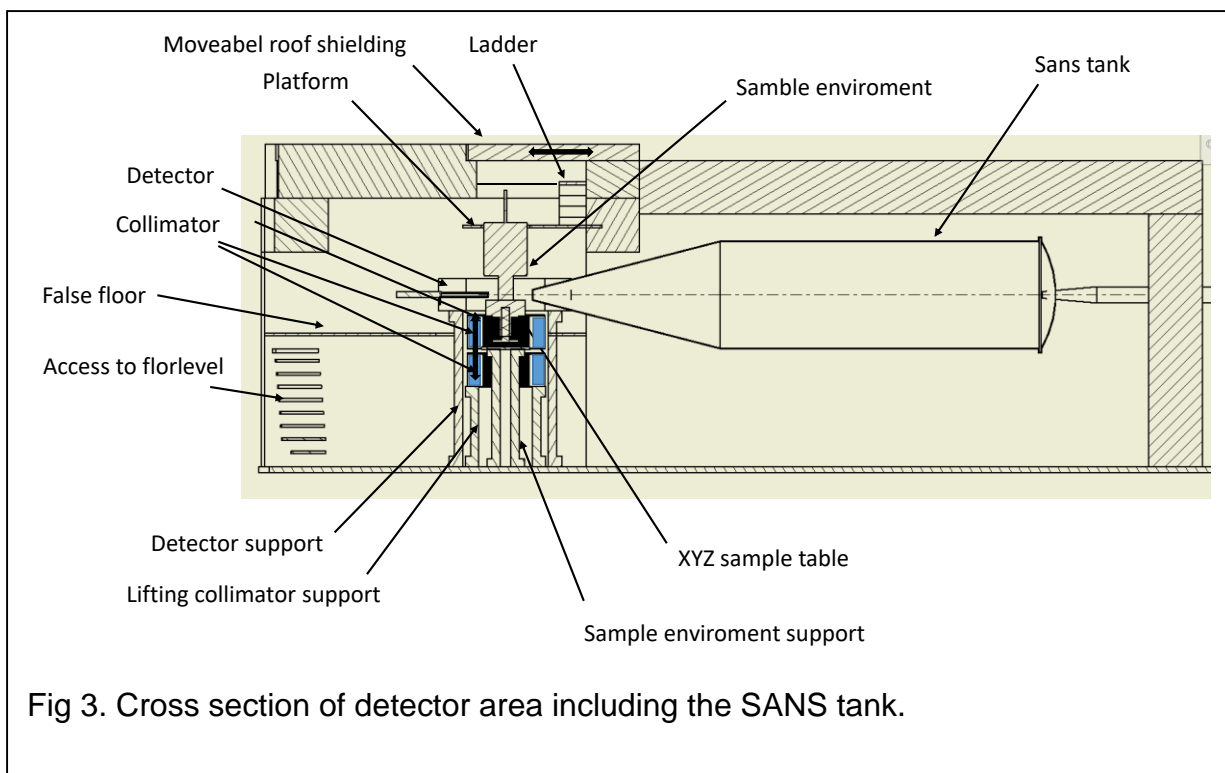 Moveabel roof shielding
Ladder
Platform
Samble enviroment
Sans tank
Detector
Collimator
False floor
Access to florlevel
Detector support
Lifting collimator support
XYZ sample table
Sample enviroment support
Fig 3. Cross section of detector area including the SANS tank.